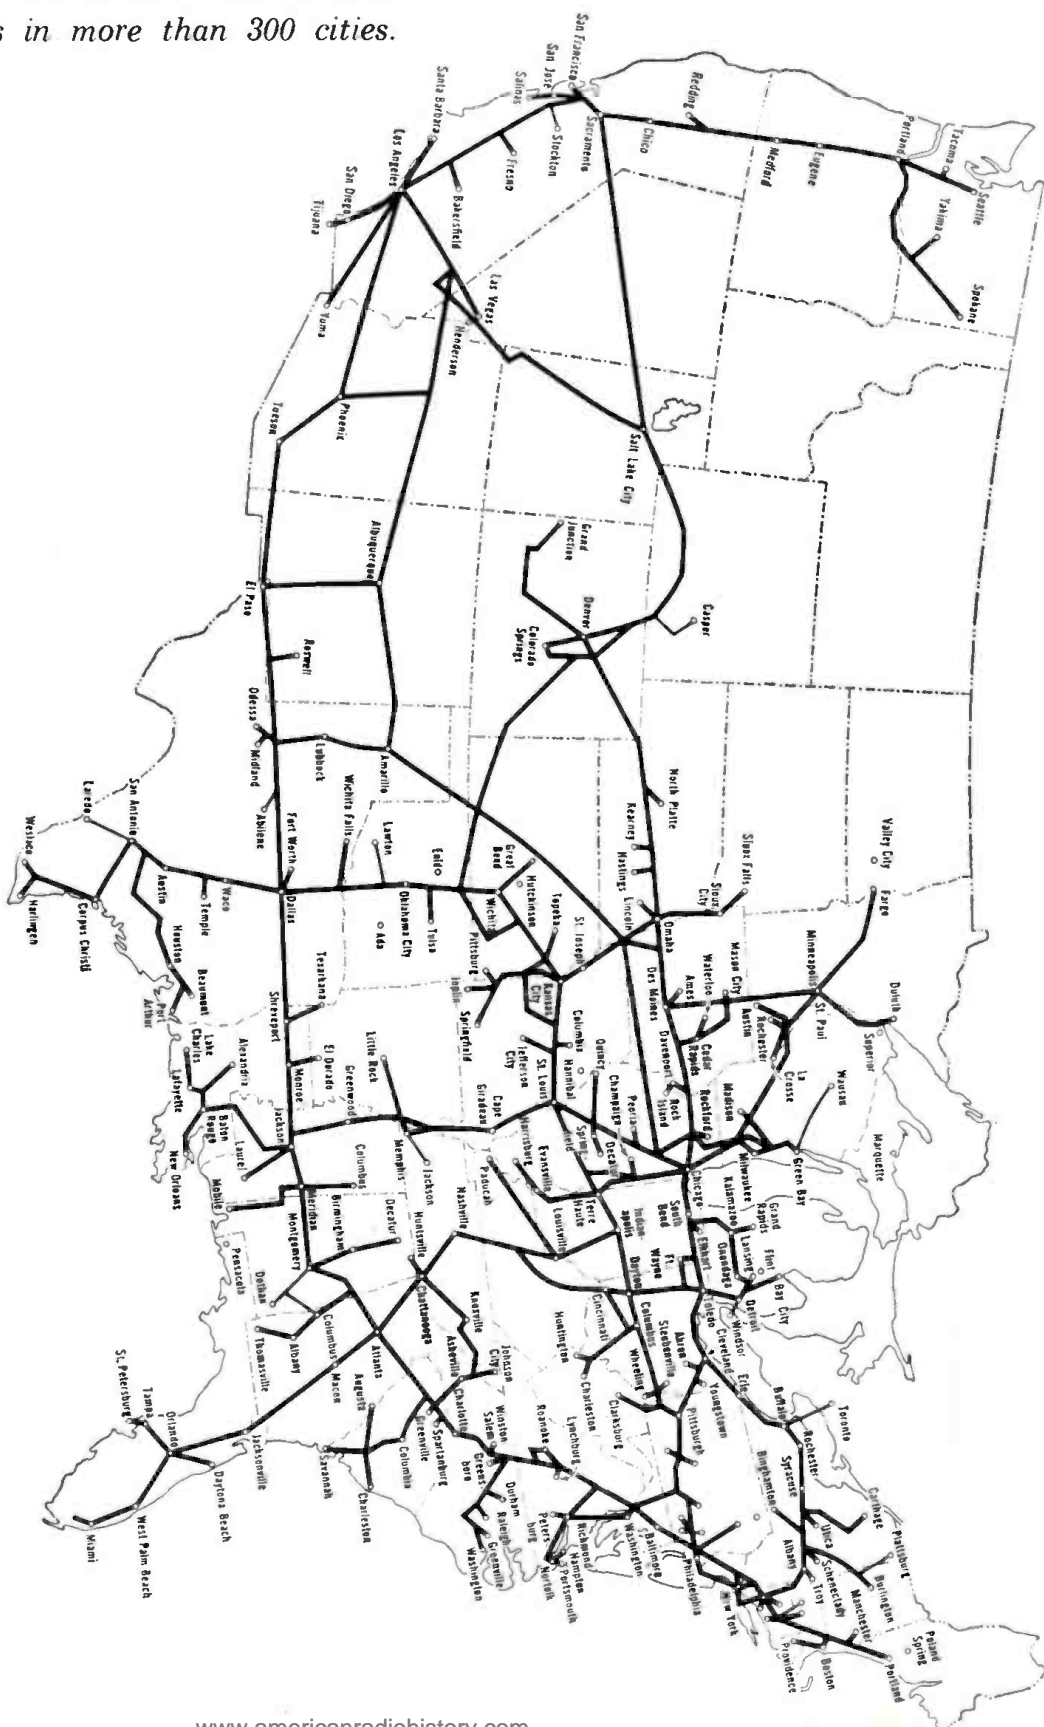 s in more than 300 cities.
Seattle
Tacoma
Yakima
Spokane
Portland
Eugene
Medford
Redding
Chico
Sacramento
San Francisco
San Jose
Salinas
Stockton
Fresno
Bakersfield
Santa Barbara
Los Angeles
San Diego
Tijuana
Yuma
Las Vegas
Henderson
Phoenix
Tucson
Salt Lake City
Grand Junction
Denver
Colorado Springs
Casper
Albuquerque
El Paso
Roswell
Odessa
Midland
Lubbock
Amarillo
Abilene
Wichita Falls
Fort Worth
Dallas
Waco
Temple
Austin
San Antonio
Laredo
Weslaco
Harlingen
Corpus Christi
Houston
Beaumont
Port Arthur
Lawton
Enid
Oklahoma City
Ada
Tulsa
Great Bend
Hutchinson
Wichita
Topeka
Pittsburg
Joplin
Springfield
St. Joseph
Kansas City
North Platte
Kearney
Hastings
Lincoln
Omaha
Sioux City
Sioux Falls
Valley City
Fargo
Minneapolis
St. Paul
Duluth
Superior
Mason City
Waterloo
Ames
Des Moines
Austin
Rochester
La Crosse
Cedar Rapids
Davenport
Rock Island
Rockford
Madison
Wausau
Marquette
Green Bay
Milwaukee
Chicago
Columbia
Jefferson City
Hannibal
Quincy
St. Louis
Springfield
Champaign
Decatur
Peoria
Cape Girardeau
Harrisburg
Paducah
Evansville
Terre Haute
Indianapolis
Louisville
South Bend
Elkhart
Ft. Wayne
Kalamazoo
Grand Rapids
Lansing
Onondaga
Flint
Bay City
Detroit
Windsor
Toledo
Dayton
Cincinnati
Columbus
Cleveland
Akron
Youngstown
Steubenville
Wheeling
Huntington
Charleston
Clarksburg
Pittsburgh
Erie
Buffalo
Toronto
Rochester
Syracuse
Binghamton
Utica
Carthage
Plattsburg
Burlington
Albany
Schenectady
Troy
Manchester
Poland Spring
Portland
Boston
Providence
New York
Philadelphia
Baltimore
Washington
Richmond
Petersburg
Hampton
Portsmouth
Norfolk
Lynchburg
Roanoke
Winston Salem
Greensboro
Durham
Raleigh
Greenville
Washington
Johnson City
Knoxville
Asheville
Charlotte
Spartanburg
Greenville
Columbia
Charleston
Savannah
Augusta
Atlanta
Macon
Columbus
Albany
Thomasville
Dothan
Chattanooga
Huntsville
Nashville
Decatur
Birmingham
Montgomery
Meridian
Columbus
Mobile
Pensacola
Laurel
Jackson
Greenwood
Memphis
Jackson
Little Rock
El Dorado
Monroe
Texarkana
Shreveport
Alexandria
Lake Charles
Lafayette
Baton Rouge
New Orleans
Jacksonville
Daytona Beach
Orlando
Tampa
St. Petersburg
West Palm Beach
Miami
www.americanradiohistory.com